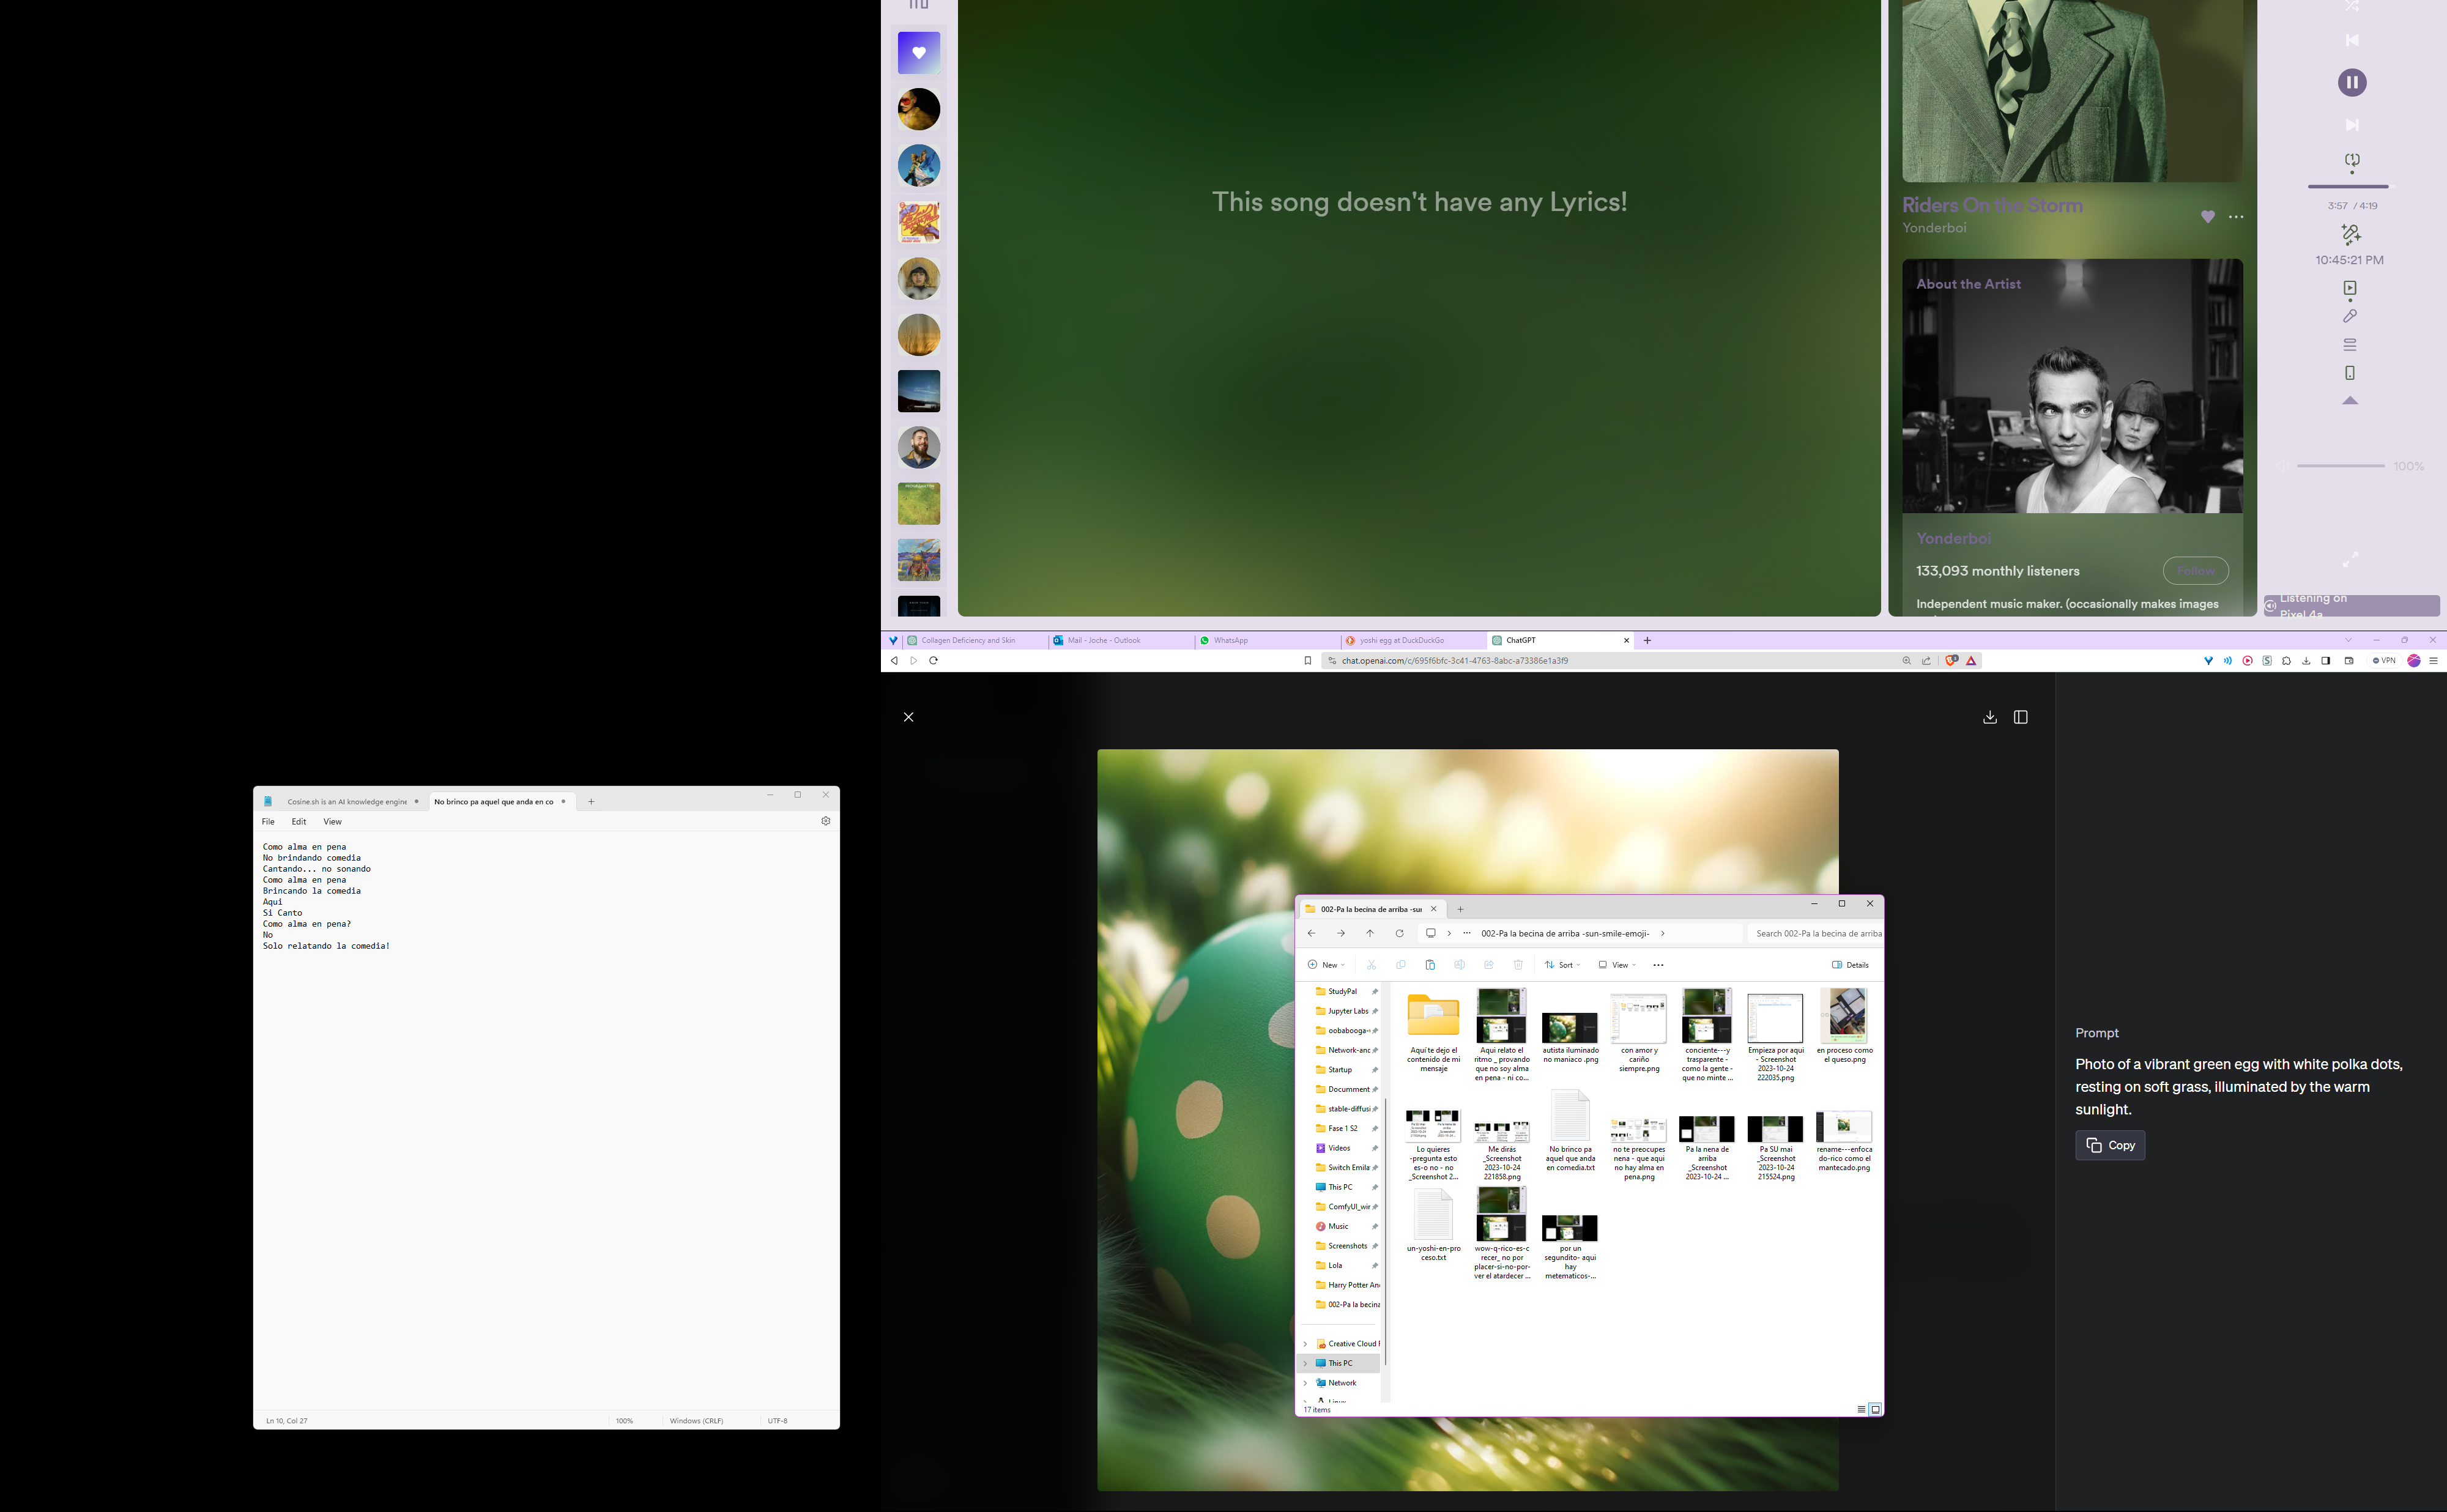 This song doesn't have any Lyrics!
Riders On the Storm
Yonderboi
About the Artist
Yonderboi
133,093 monthly listeners
Follow
Independent music maker. (occasionally makes images
3:57 / 4:19
10:45:21 PM
100%
Listening on
Pixel 4a
Collagen Deficiency and Skin
Mail - Joche - Outlook
WhatsApp
yoshi egg at DuckDuckGo
ChatGPT
chat.openai.com/c/695f6bfc-3c41-4763-8abc-a73386e1a3f9
VPN
Cosine.sh is an AI knowledge engine
No brinco pa aquel que anda en co
File Edit View
Como alma en pena
No brindando comedia
Cantando... no sonando
Como alma en pena
Brincando la comedia
Aqui
Si Canto
Como alma en pena?
No
Solo relatando la comedia!
Ln 10, Col 27
100%
Windows (CRLF)
UTF-8
002-Pa la becina de arriba -sun
002-Pa la becina de arriba -sun-smile-emoji-
Search 002-Pa la becina de arriba
New
Sort
View
Details
StudyPal
Jupyter Labs
oobabooga-
Network-and
Startup
Documment
stable-diffusi
Fase 1 S2
Videos
Switch Emila
This PC
ComfyUI_wir
Music
Screenshots
Lola
Harry Potter An
002-Pa la becina
Creative Cloud F
This PC
Network
Linux
Aquí te dejo el
contenido de mi
mensaje
Aqui relato el
ritmo _ provando
que no soy alma
en pena - ni co...
autista iluminado
no maniaco .png
con amor y
cariño
siempre.png
conciente---y
trasparente -
como la gente -
que no minte ...
Empieza por aqui
- Screenshot
2023-10-24
222035.png
en proceso como
el queso.png
Lo quieres
-pregunta esto
es-o no - no
_Screenshot 2...
Me dirás
_Screenshot
2023-10-24
221858.png
No brinco pa
aquel que anda
en comedia.txt
no te preocupes
nena - que aqui
no hay alma en
pena.png
Pa la nena de
arriba
_Screenshot
2023-10-24 ...
Pa SU mai
_Screenshot
2023-10-24
215524.png
rename---enfoca
do-rico como el
mantecado.png
un-yoshi-en-pro
ceso.txt
wow-q-rico-es-c
recer_ no por
placer-si-no-por-
ver el atardecer ...
por un
segundito- aqui
hay
metematicos-...
17 items
Prompt
Photo of a vibrant green egg with white polka dots,
resting on soft grass, illuminated by the warm
sunlight.
Copy